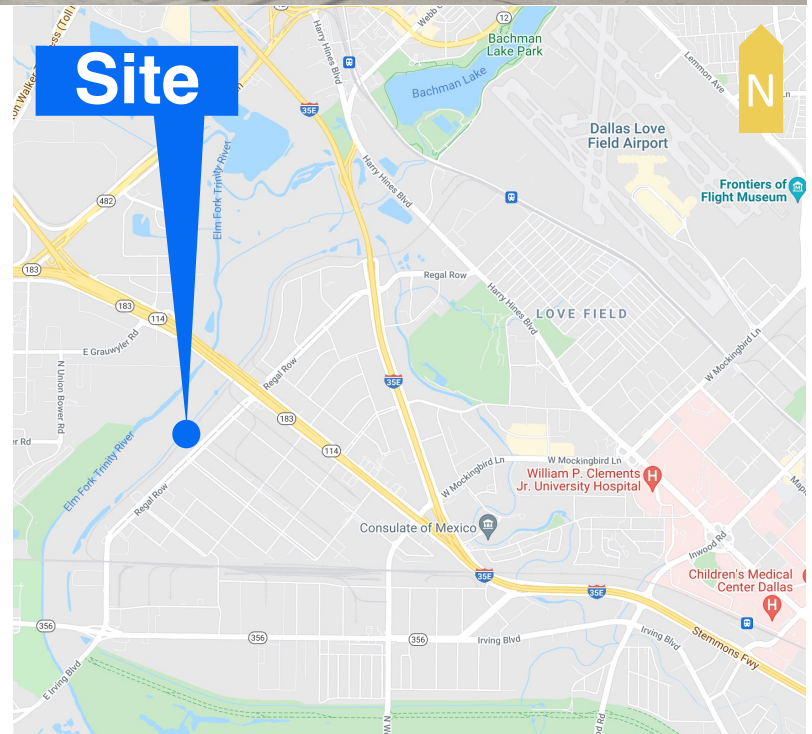 Site
N
Webb C
12
Bachman
Lake Park
Bachman Lake
Lemmon Ave
Harry Hines Blvd
35E
Dallas Love
Field Airport
Frontiers of
Flight Museum
Elm Fork Trinity River
Harry Hines Blvd
482
183
Regal Row
Harry Hines Blvd
LOVE FIELD
183
114
E Grauwyler Rd
W Mockingbird Ln
N Union Bower Rd
Regal Row
35E
183
er Rd
114
Elm Fork Trinity River
W Mockingbird Ln
W Mockingbird Ln
William P. Clements
Jr. University Hospital
H
Regal Row
Consulate of Mexico
Inwood Rd
35E
35E
Children's Medical
Center Dallas
H
356
356
356
Irving Blvd
Irving Blvd
Stemmons Fwy
E Irving Blvd